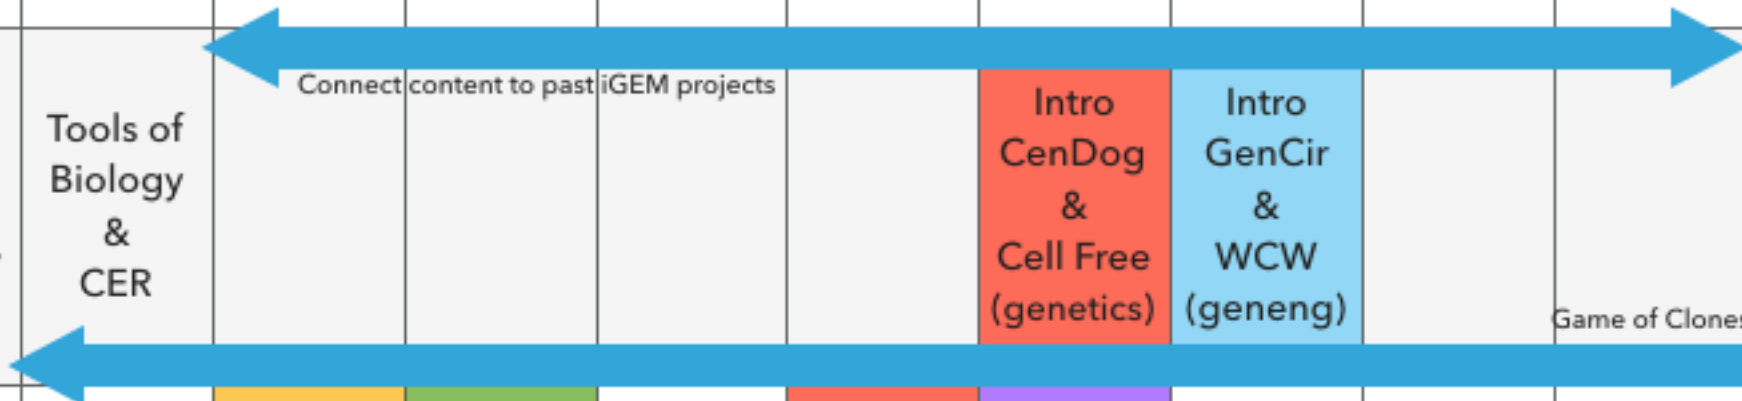 Connect content to past iGEM projects
Tools of
Biology
&
CER
Intro
CenDog
&
Cell Free
(genetics)
Intro
GenCir
&
WCW
(geneng)
Game of Clones